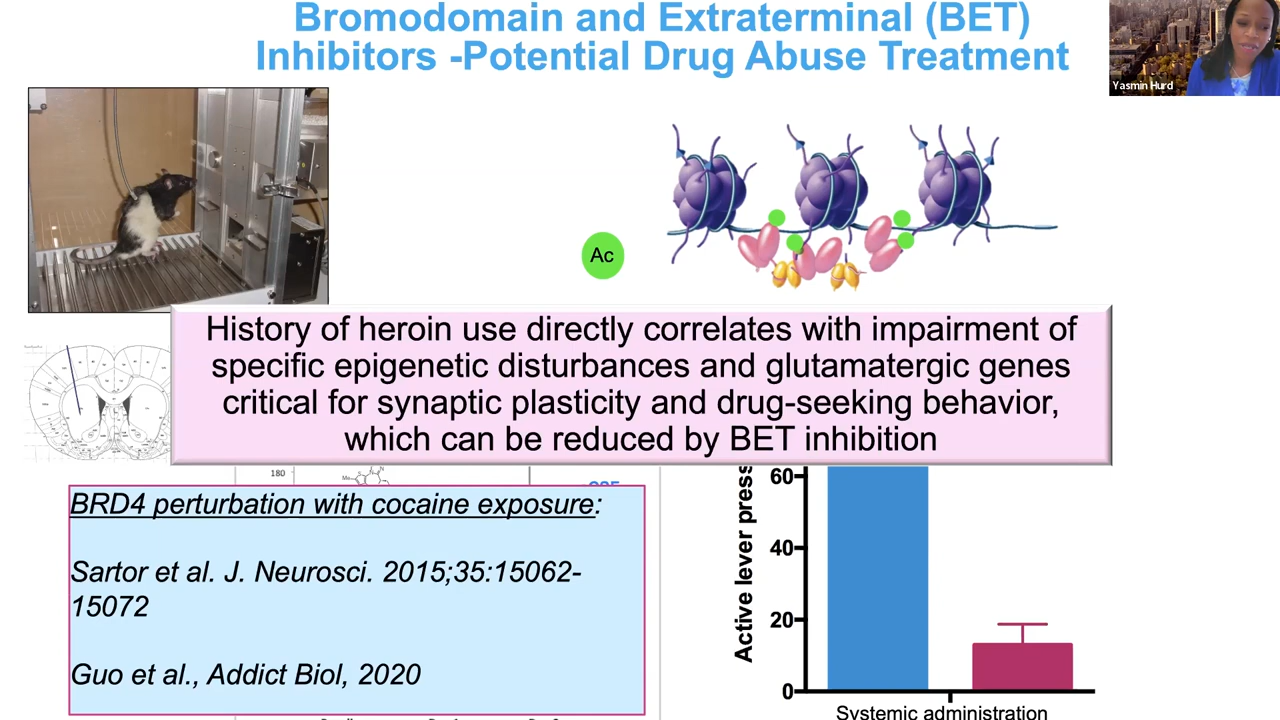 Bromodomain and Extraterminal (BET)
Inhibitors -Potential Drug Abuse Treatment
Yasmin Hurd
Ac
History of heroin use directly correlates with impairment of
specific epigenetic disturbances and glutamatergic genes
critical for synaptic plasticity and drug-seeking behavior,
which can be reduced by BET inhibition
180
BRD4 perturbation with cocaine exposure:
Sartor et al. J. Neurosci. 2015;35:15062-
15072
Guo et al., Addict Biol, 2020
Active lever
60
40
20
0
Systemic administration